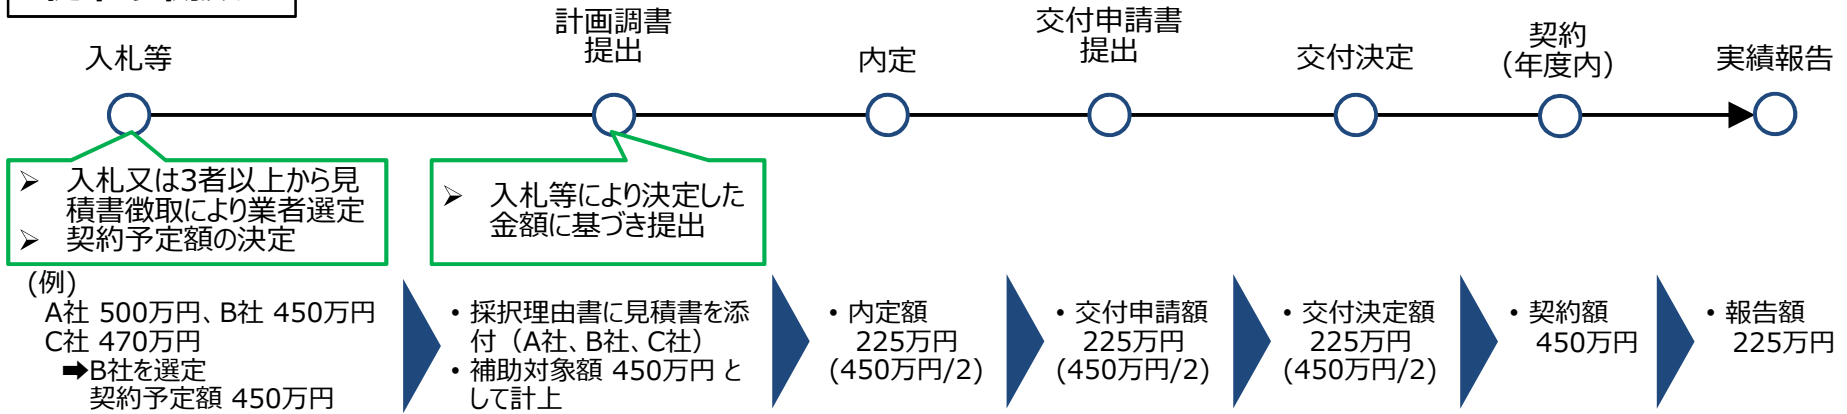 入札等
計画調書
提出
内定
交付申請書
提出
交付決定
契約
（年度内）
実績報告
➢ 入札又は3者以上から見
積書徴取により業者選定
➢ 契約予定額の決定
➢ 入札等により決定した
金額に基づき提出
(例)
A社 500万円、B社 450万円
C社 470万円
➡B社を選定
契約予定額 450万円
・採択理由書に見積書を添
付（A社、B社、C社）
・補助対象額 450万円 と
して計上
・内定額
225万円
(450万円/2)
・交付申請額
225万円
(450万円/2)
・交付決定額
225万円
(450万円/2)
・契約額
450万円
・報告額
225万円